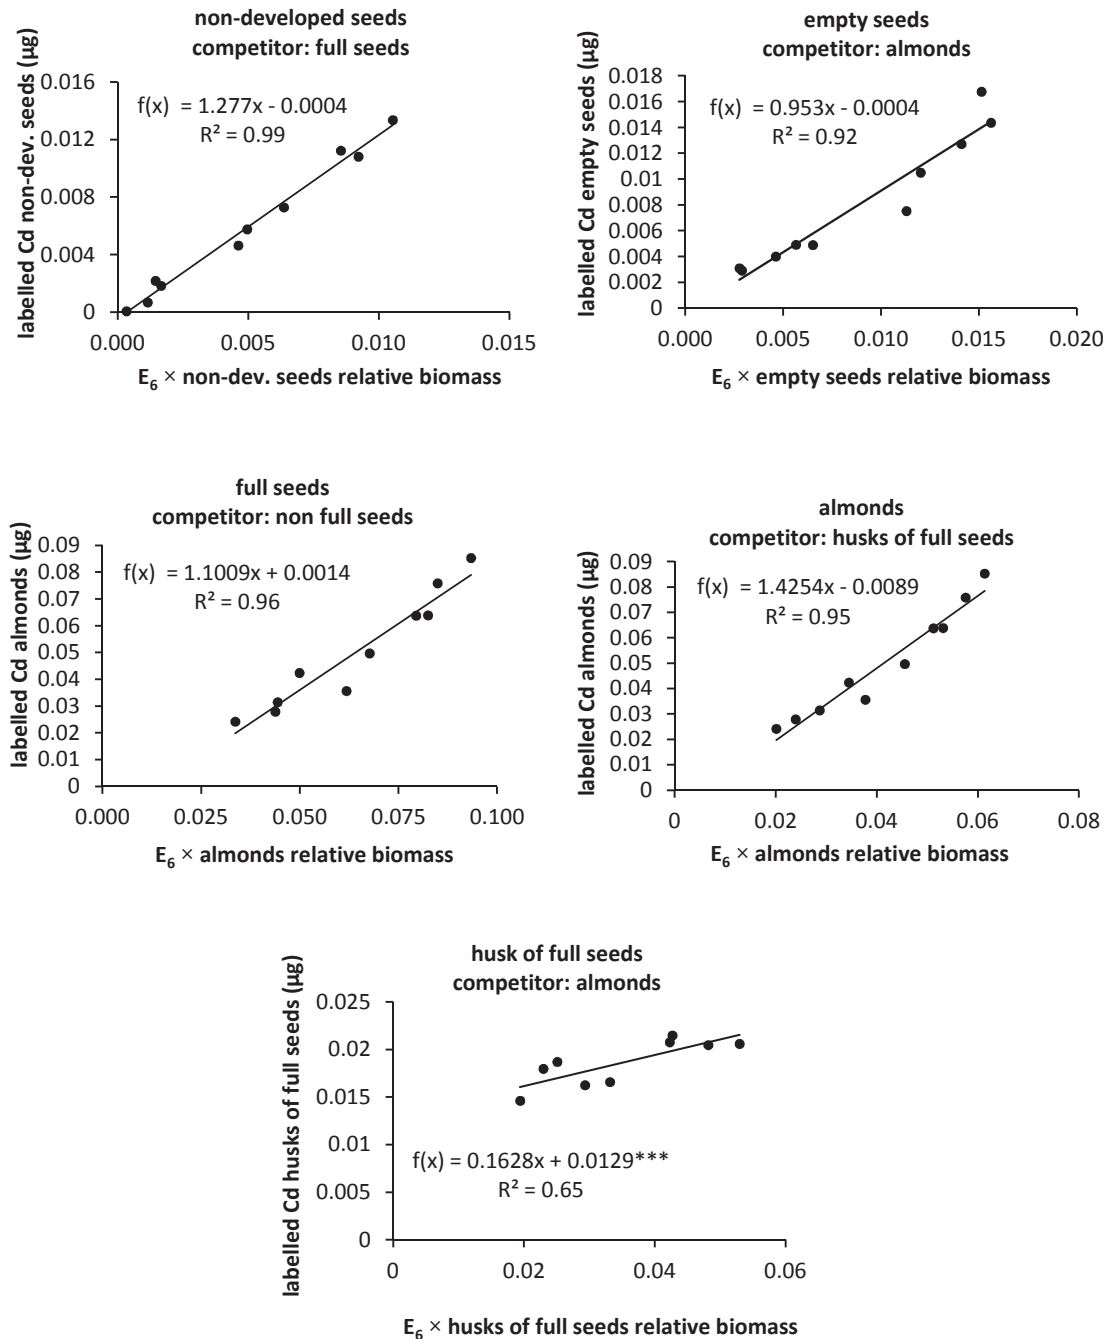 non-developed seeds
competitor: full seeds
labelled Cd non-dev. seeds (µg)
0.016
0.012
0.008
0.004
0
f(x) = 1.277x - 0.0004
R² = 0.99
0.000 0.005 0.010 0.015
E₆ × non-dev. seeds relative biomass
empty seeds
competitor: almonds
labelled Cd empty seeds (µg)
0.018
0.016
0.014
0.012
0.01
0.008
0.006
0.004
0.002
0
f(x) = 0.953x - 0.0004
R² = 0.92
0.000 0.005 0.010 0.015 0.020
E₆ × empty seeds relative biomass
full seeds
competitor: non full seeds
labelled Cd almonds (µg)
0.09
0.08
0.07
0.06
0.05
0.04
0.03
0.02
0.01
0
f(x) = 1.1009x + 0.0014
R² = 0.96
0.000 0.025 0.050 0.075 0.100
E₆ × almonds relative biomass
almonds
competitor: husks of full seeds
labelled Cd almonds (µg)
0.09
0.08
0.07
0.06
0.05
0.04
0.03
0.02
0.01
0
f(x) = 1.4254x - 0.0089
R² = 0.95
0 0.02 0.04 0.06 0.08
E₆ × almonds relative biomass
husk of full seeds
competitor: almonds
labelled Cd husks of full seeds (µg)
0.025
0.02
0.015
0.01
0.005
0
f(x) = 0.1628x + 0.0129***
R² = 0.65
0 0.02 0.04 0.06
E₆ × husks of full seeds relative biomass